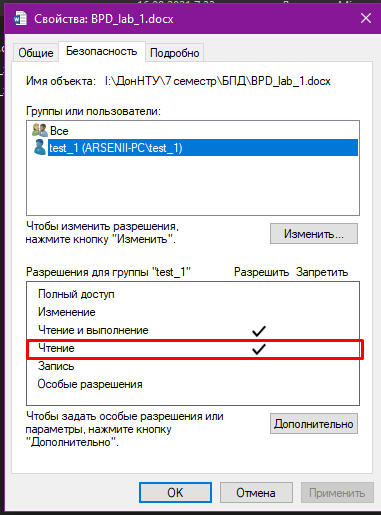 Свойства: BPD_lab_1.docx
Общие Безопасность Подробно
Имя объекта: I:\ДонНТУ\7 семестр\БПД\BPD_lab_1.docx
Группы или пользователи:
Все
test_1 (ARSENII-PC\test_1)
Чтобы изменить разрешения,
нажмите кнопку "Изменить".
Изменить...
Разрешения для группы "test_1" Разрешить Запретить
Полный доступ
Изменение
Чтение и выполнение
Чтение
Запись
Особые разрешения
Чтобы задать особые разрешения или
параметры, нажмите кнопку
"Дополнительно".
Дополнительно
OK Отмена Применить